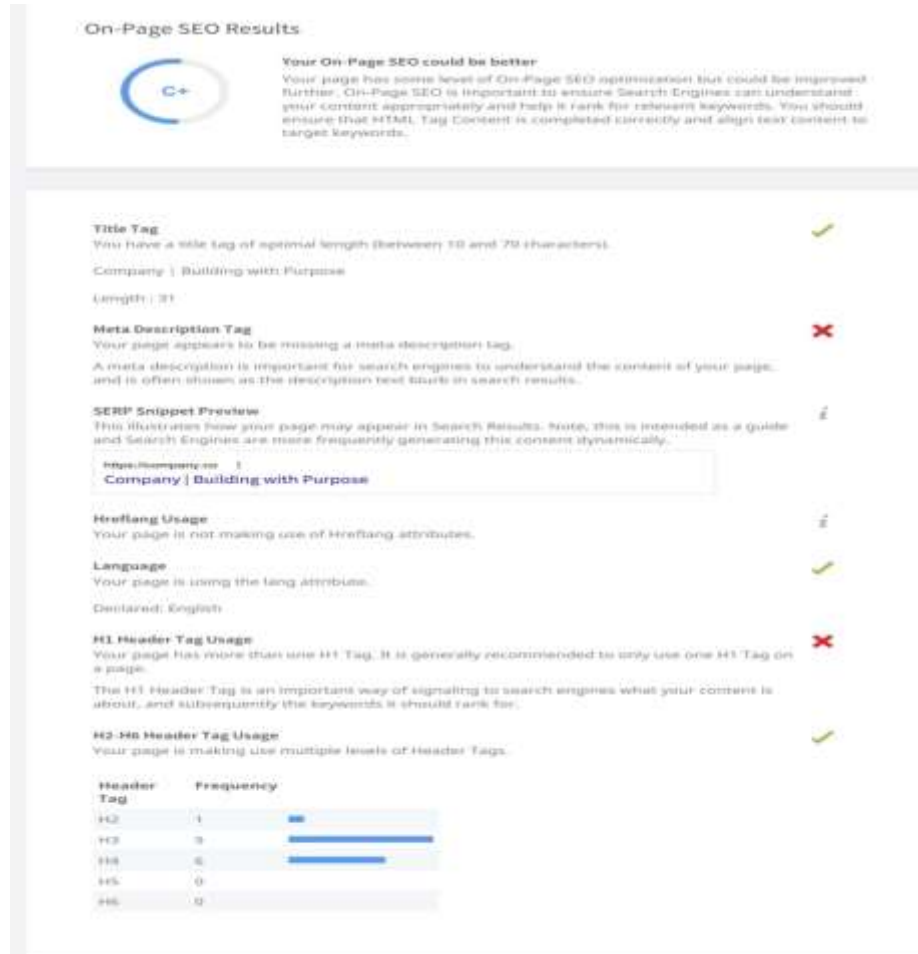 On-Page SEO Results
C+
Your On-Page SEO could be better
Your page has some level of On-Page SEO optimisation but could be improved
further. On-Page SEO is important to ensure Search Engines can understand
your content appropriately and help it rank for relevant keywords. You should
ensure that HTML Tag Content is completed correctly and align text content to
target keywords.
Title Tag
You have a title tag of optimal length (between 10 and 70 characters).
Company | Building with Purpose
Length : 31
Meta Description Tag
Your page appears to be missing a meta description tag.
A meta description is important for search engines to understand the content of your page,
and is often shown as the description text blurb in search results.
SERP Snippet Preview
This illustrates how your page may appear in Search Results. Note, this is intended as a guide
and Search Engines are more frequently generating this content dynamically.
https://company.co
Company | Building with Purpose
Hreflang Usage
Your page is not making use of Hreflang attributes.
Language
Your page is using the lang attribute.
Declared: English
H1 Header Tag Usage
Your page has more than one H1 Tag. It is generally recommended to only use one H1 Tag on
a page.
The H1 Header Tag is an important way of signaling to search engines what your content is
about, and subsequently the keywords it should rank for.
H2-H6 Header Tag Usage
Your page is making use multiple levels of Header Tags.
Header Frequency
Tag
H2 1
H3 9
H4 6
H5 0
H6 0